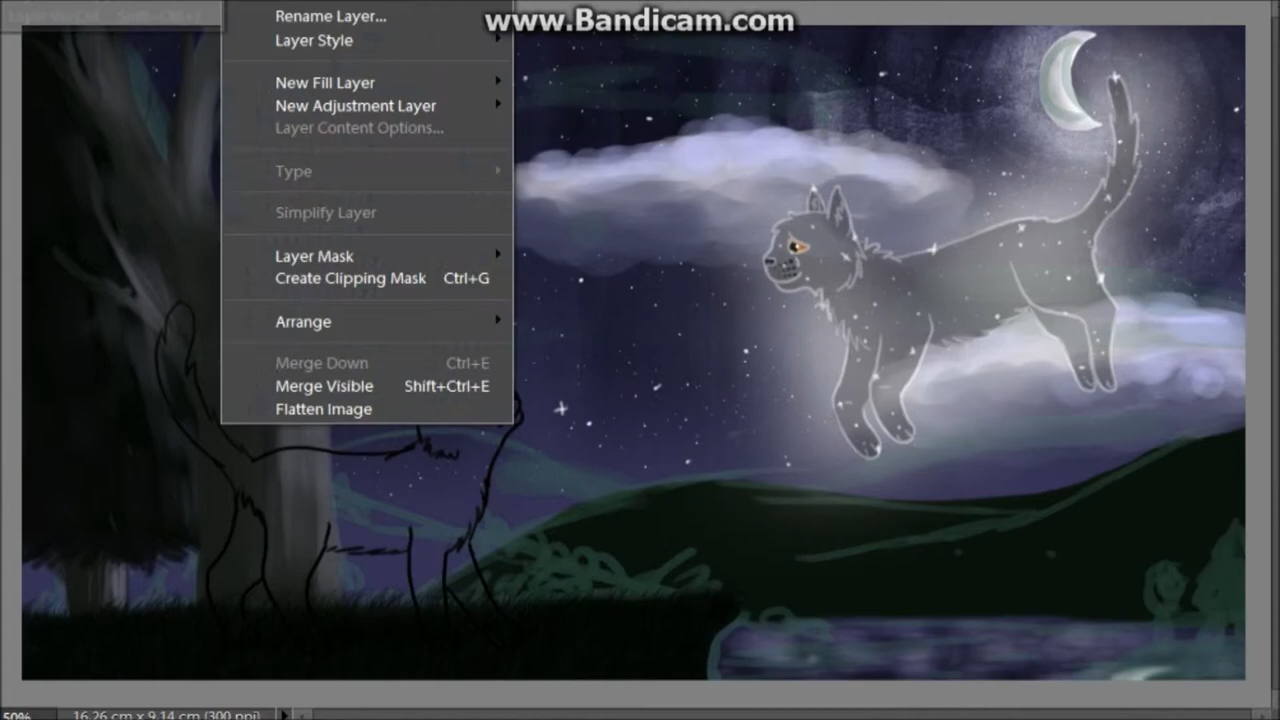 www.Bandicam.com
Rename Layer...
Layer Style
New Fill Layer
New Adjustment Layer
Layer Content Options...
Type
Simplify Layer
Layer Mask
Create Clipping Mask Ctrl+G
Arrange
Merge Down Ctrl+E
Merge Visible Shift+Ctrl+E
Flatten Image
50% 16.26 cm x 9.14 cm (300 ppi)